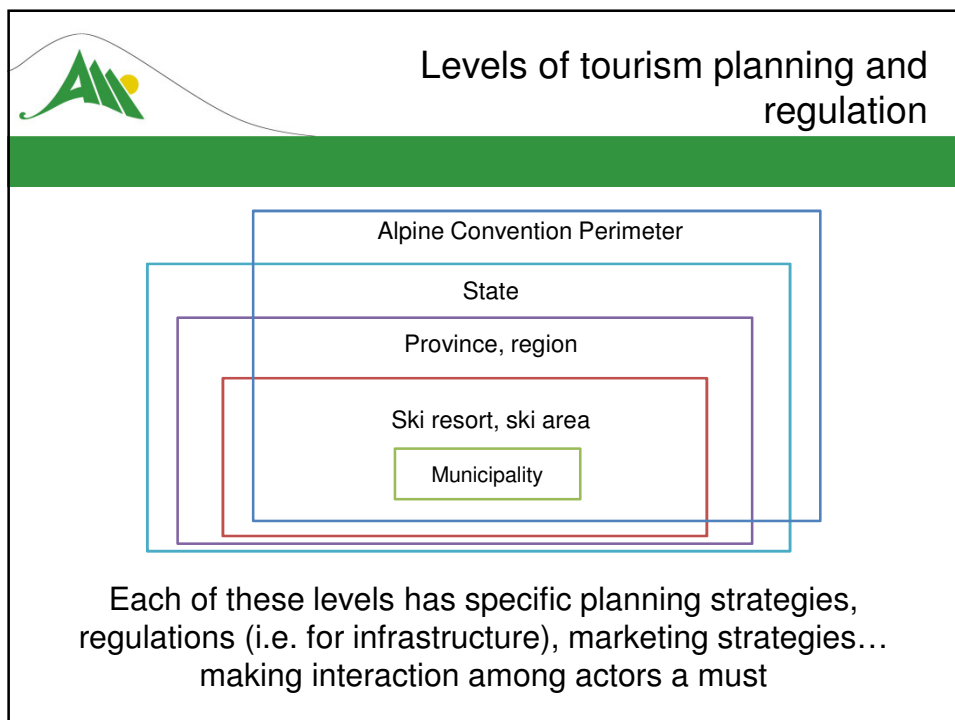 Levels of tourism planning and
regulation
Alpine Convention Perimeter
State
Province, region
Ski resort, ski area
Municipality
Each of these levels has specific planning strategies,
regulations (i.e. for infrastructure), marketing strategies…
making interaction among actors a must